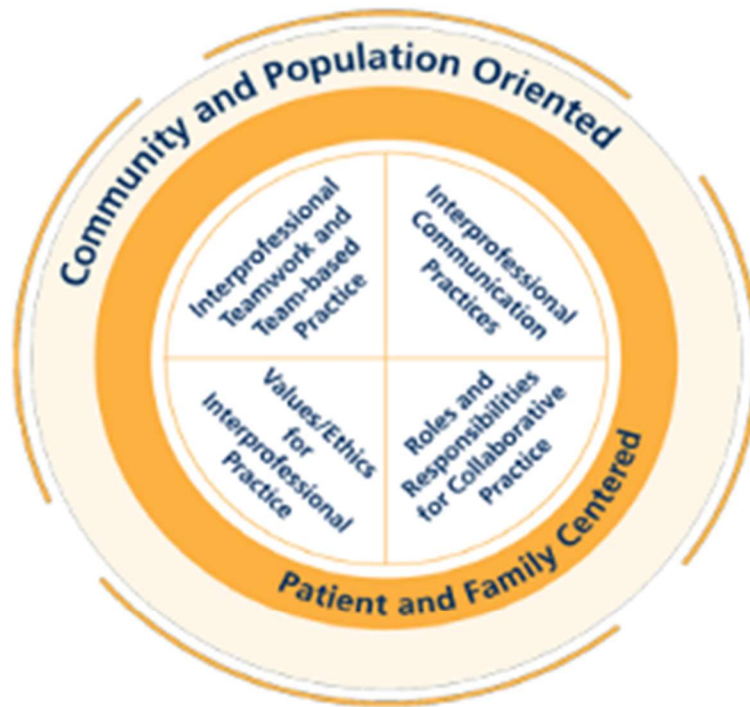 Community and Population Oriented
Interprofessional
Teamwork and
Team-based
Practice
Interprofessional
Communication
Practices
Values/Ethics
for
Interprofessional
Practice
Roles and
Responsibilities
for Collaborative
Practice
Patient and Family Centered